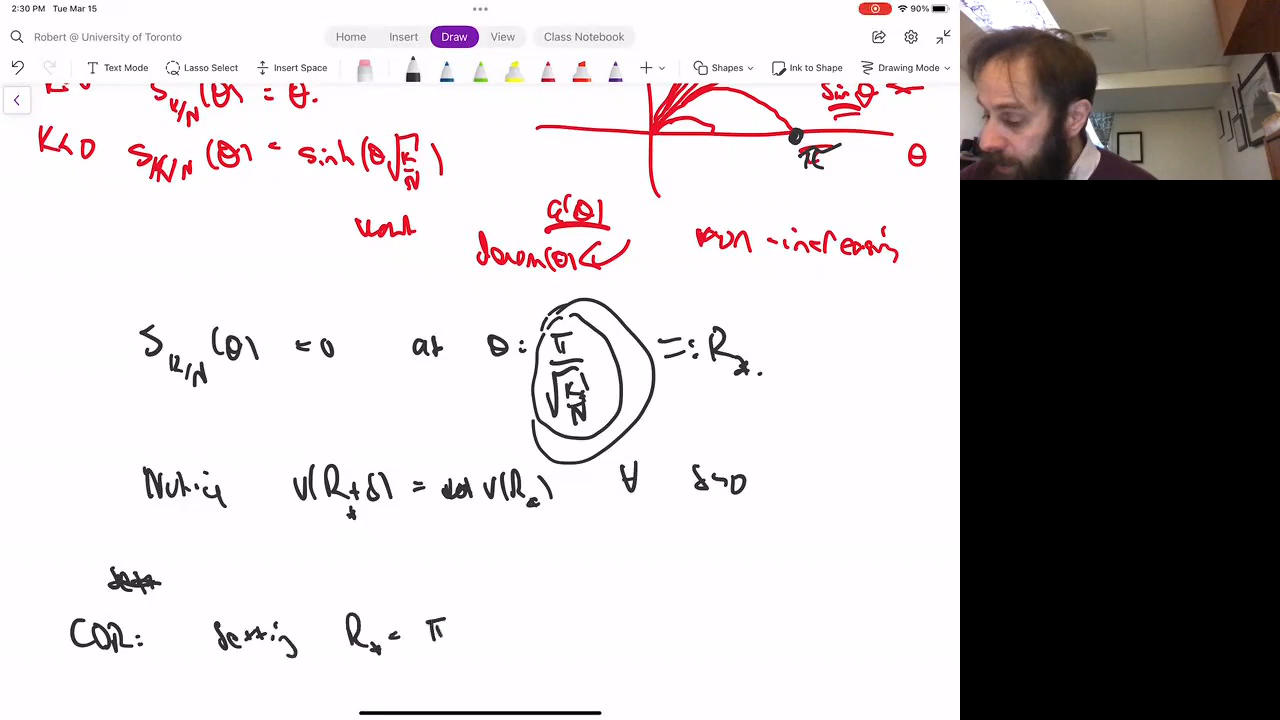 2:30 PM Tue Mar 15
90%
Robert @ University of Toronto
Home Insert Draw View Class Notebook
Text Mode Lasso Select Insert Space Shapes Ink to Shape Drawing Mode
S_{K/N}(θ) = θ.
sin θ
K<0 S_{K/N}(θ) = sinh(θ√(K/N))
π
θ
non-increasing
S_{K/N}(θ) =0 at θ = π/√(K/N) =: R_*.
V(R_*+δ) = V(R_*) ∀ δ>0
COR: Setting R_* = π